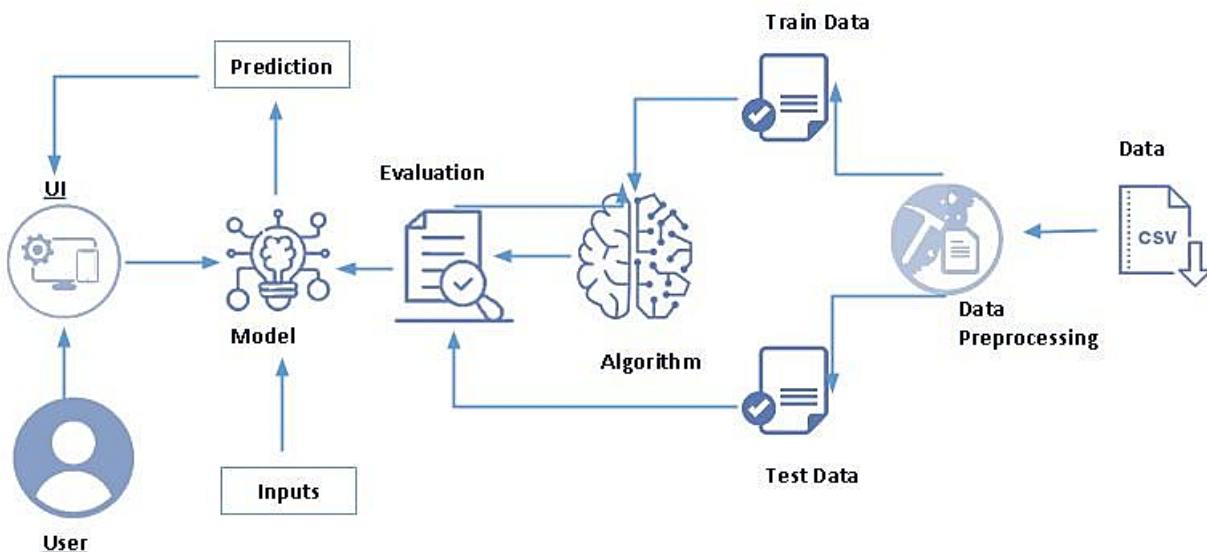 Train Data
Prediction
Data
Evaluation
UI
CSV
Model
Data
Preprocessing
Algorithm
Inputs
Test Data
User